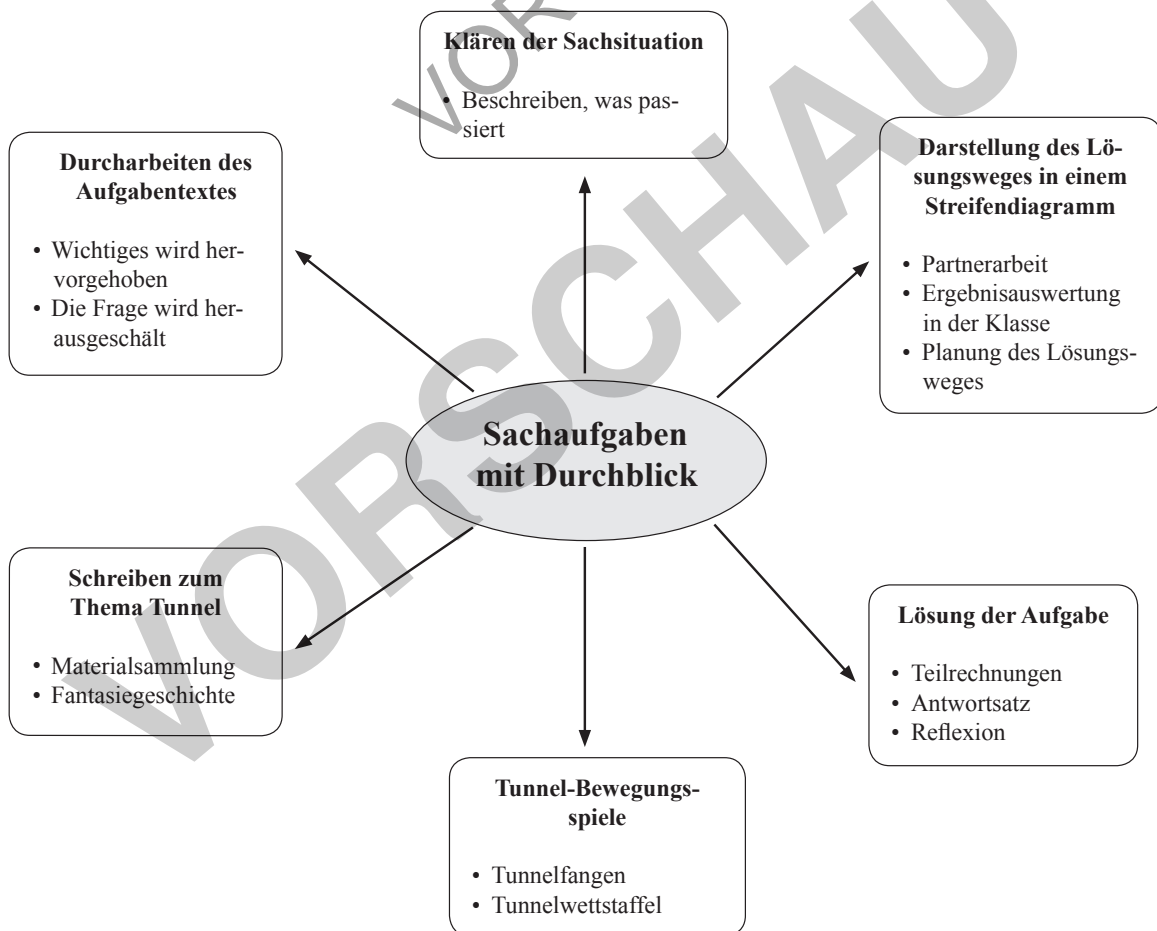 Klären der Sachsituation
• Beschreiben, was pas-
siert
Durcharbeiten des
Aufgabentextes
• Wichtiges wird her-
vorgehoben
• Die Frage wird her-
ausgeschält
Darstellung des Lö-
sungsweges in einem
Streifendiagramm
• Partnerarbeit
• Ergebnisauswertung
in der Klasse
• Planung des Lösungs-
weges
Sachaufgaben
mit Durchblick
Schreiben zum
Thema Tunnel
• Materialsammlung
• Fantasiegeschichte
Lösung der Aufgabe
• Teilrechnungen
• Antwortsatz
• Reflexion
Tunnel-Bewegungs-
spiele
• Tunnelfangen
• Tunnelwettstaffel
VORSCHAU
VOR